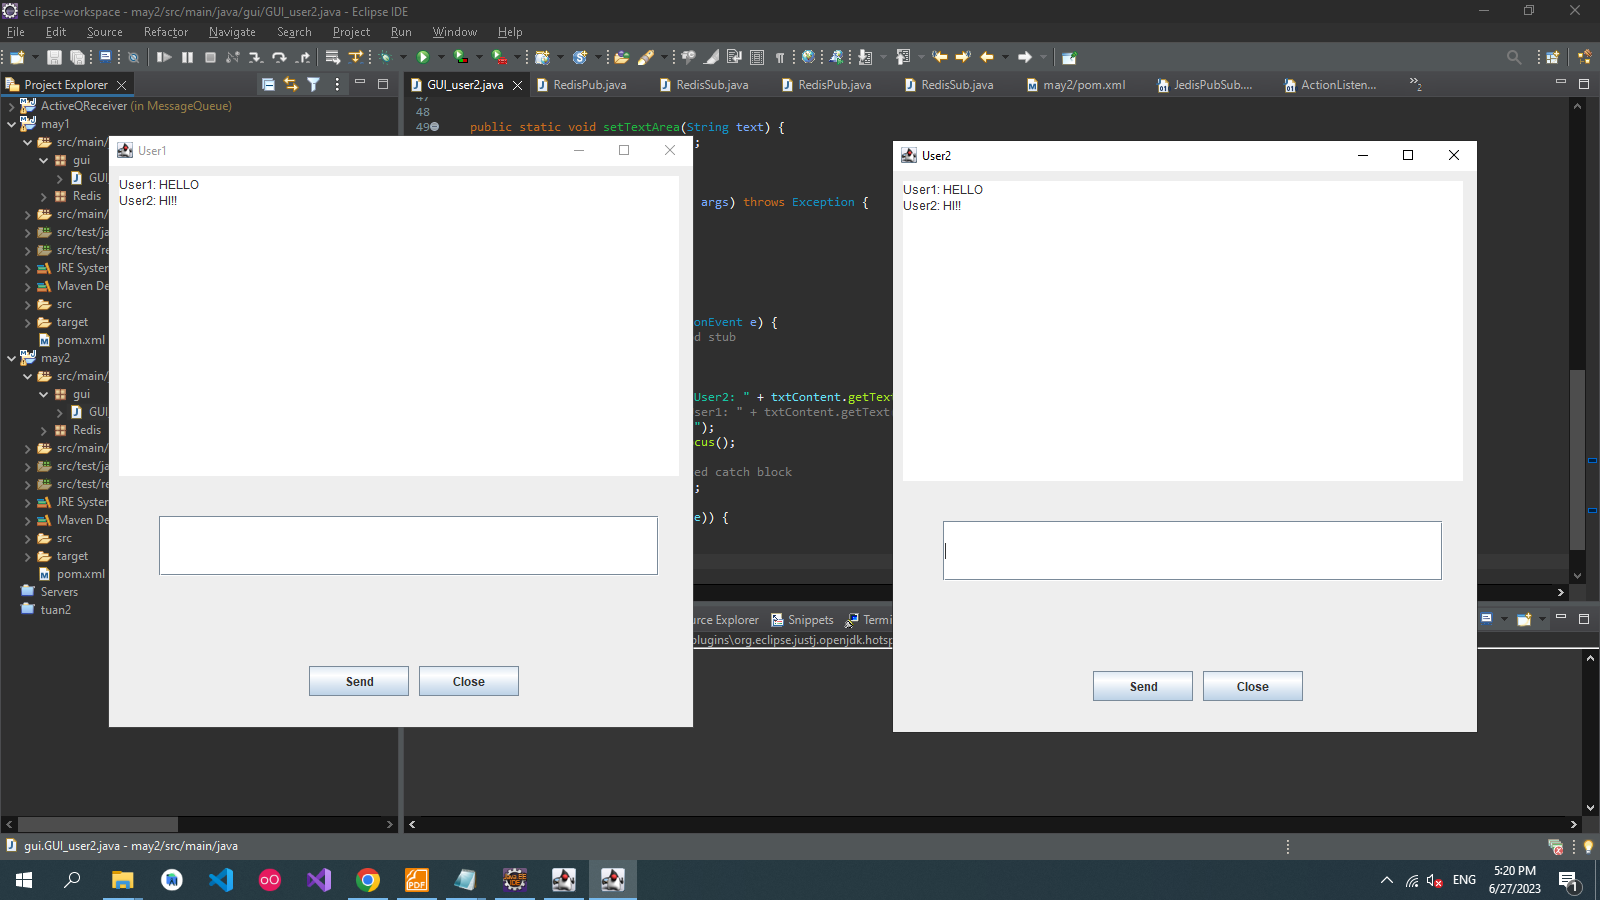 eclipse-workspace - may2/src/main/java/gui/GUI_user2.java - Eclipse IDE
File Edit Source Refactor Navigate Search Project Run Window Help
Project Explorer
GUI_user2.java RedisPub.java RedisSub.java RedisPub.java RedisSub.java may2/pom.xml JedisPubSub.... ActionListen... »2
ActiveQReceiver (in MessageQueue)
may1
src/main/
gui
GUI
Redis
src/main/
src/test/ja
src/test/re
JRE System
Maven De
src
target
pom.xml
may2
src/main/
gui
GUI
Redis
src/main/
src/test/ja
src/test/re
JRE System
Maven De
src
target
pom.xml
Servers
tuan2
47
48
49 public static void setTextArea(String text) {
;
args) throws Exception {
onEvent e) {
d stub
User2: " + txtContent.getText
ser1: " + txtContent.getText
");
cus();
ed catch block
;
e)) {
User1
User1: HELLO
User2: HI!!
Send Close
User2
User1: HELLO
User2: HI!!
Send Close
urce Explorer Snippets Termi
plugins\org.eclipse.justj.openjdk.hotsp
gui.GUI_user2.java - may2/src/main/java
ENG
5:20 PM
6/27/2023
1